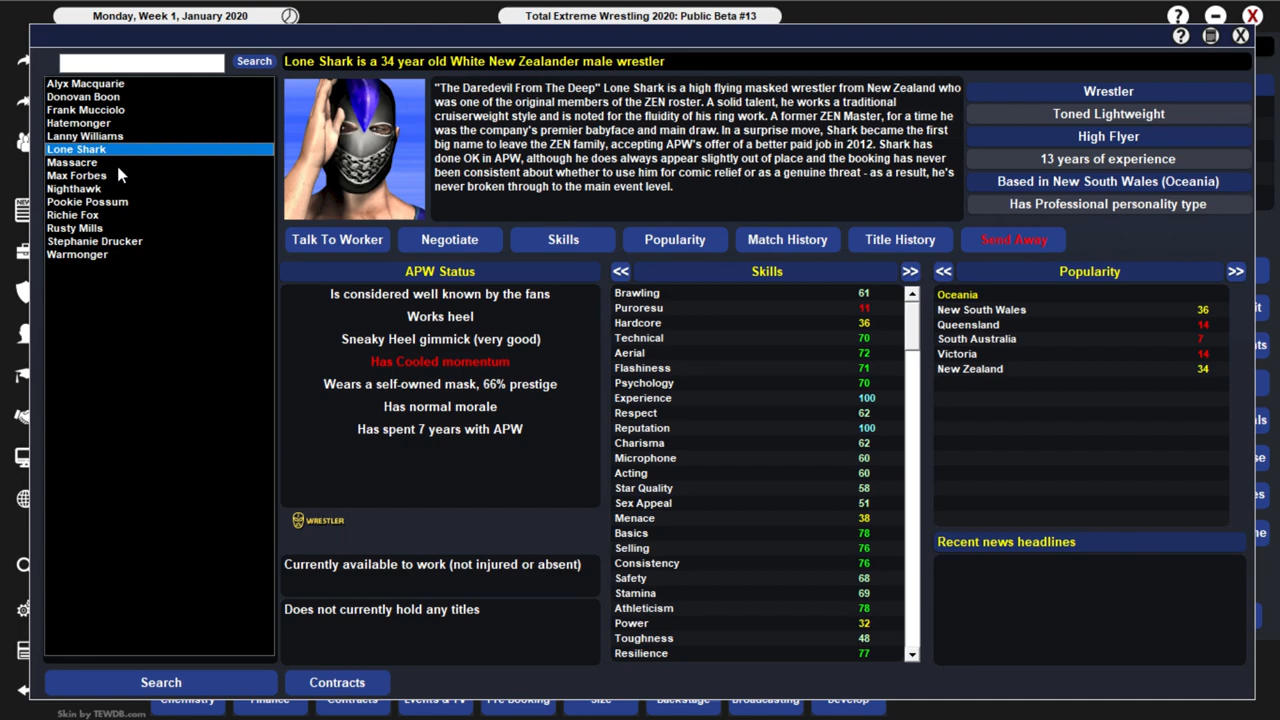 Monday, Week 1, January 2020
Total Extreme Wrestling 2020: Public Beta #13
?
X
?
X
Search
Lone Shark is a 34 year old White New Zealander male wrestler
Alyx Macquarie
Donovan Boon
Frank Mucciolo
Hatemonger
Lanny Williams
Lone Shark
Massacre
Max Forbes
Nighthawk
Pookie Possum
Richie Fox
Rusty Mills
Stephanie Drucker
Warmonger
"The Daredevil From The Deep" Lone Shark is a high flying masked wrestler from New Zealand who
was one of the original members of the ZEN roster. A solid talent, he works a traditional
cruiserweight style and is noted for the fluidity of his ring work. A former ZEN Master, for a time he
was the company's premier babyface and main draw. In a surprise move, Shark became the first
big name to leave the ZEN family, accepting APW's offer of a better paid job in 2012. Shark has
done OK in APW, although he does always appear slightly out of place and the booking has never
been consistent about whether to use him for comic relief or as a genuine threat - as a result, he's
never broken through to the main event level.
Wrestler
Toned Lightweight
High Flyer
13 years of experience
Based in New South Wales (Oceania)
Has Professional personality type
Talk To Worker
Negotiate
Skills
Popularity
Match History
Title History
Send Away
APW Status
Is considered well known by the fans
Works heel
Sneaky Heel gimmick (very good)
Has Cooled momentum
Wears a self-owned mask, 66% prestige
Has normal morale
Has spent 7 years with APW
WRESTLER
Currently available to work (not injured or absent)
Does not currently hold any titles
<< Skills >>
Brawling 61
Puroresu 11
Hardcore 36
Technical 70
Aerial 72
Flashiness 71
Psychology 70
Experience 100
Respect 62
Reputation 100
Charisma 62
Microphone 60
Acting 60
Star Quality 58
Sex Appeal 51
Menace 38
Basics 78
Selling 76
Consistency 76
Safety 68
Stamina 69
Athleticism 78
Power 32
Toughness 48
Resilience 77
<< Popularity >>
Oceania
New South Wales 36
Queensland 14
South Australia 7
Victoria 14
New Zealand 34
Recent news headlines
Search
Contracts
Skin by TEWDB.com
Chemistry
Finance
Contracts
Events & TV
Pre Booking
Size
Backstage
Broadcasting
Develop